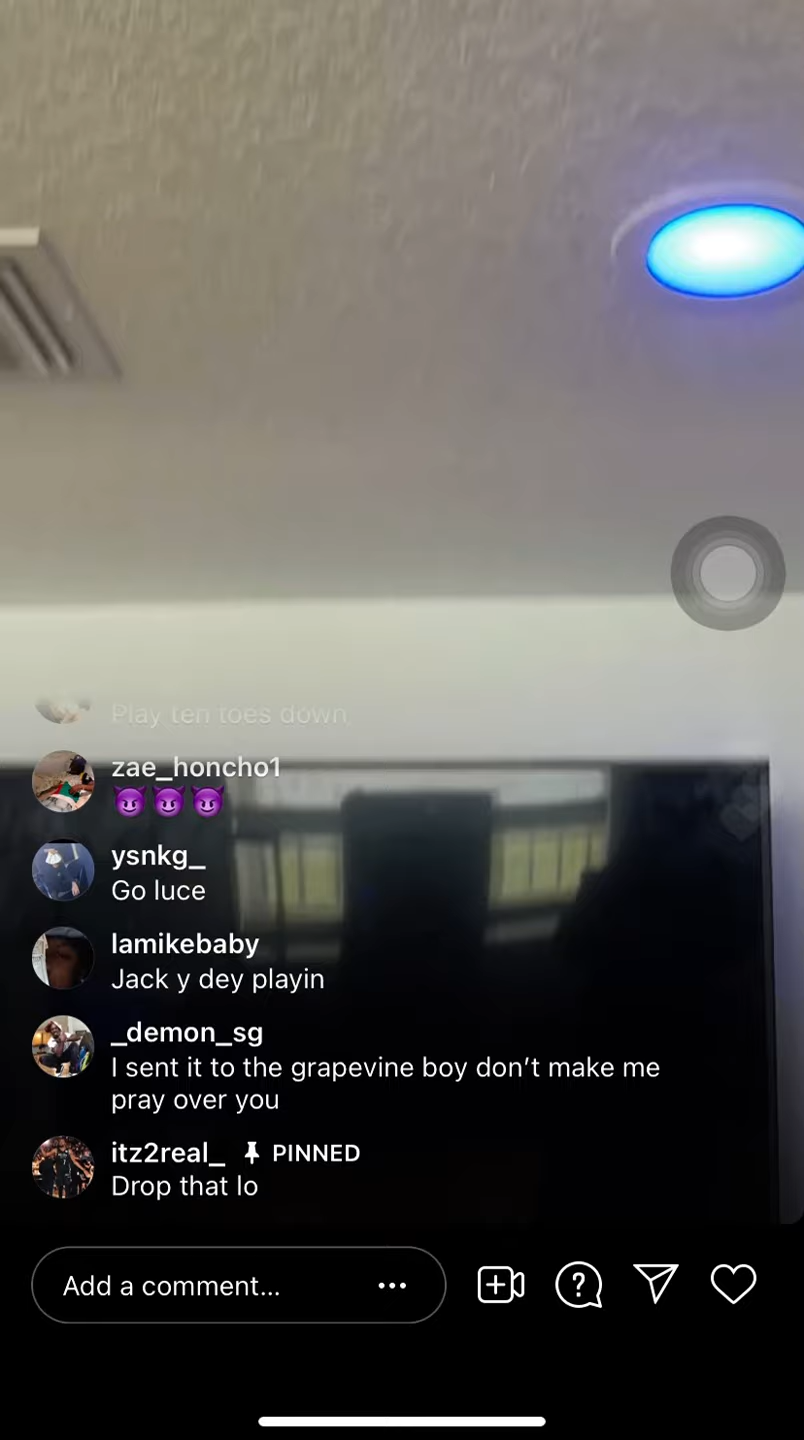 Play ten toes down
zae_honcho1
😈😈😈
ysnkg_
Go luce
lamikebaby
Jack y dey playin
_demon_sg
I sent it to the grapevine boy don’t make me
pray over you
itz2real_ PINNED
Drop that lo
Add a comment...